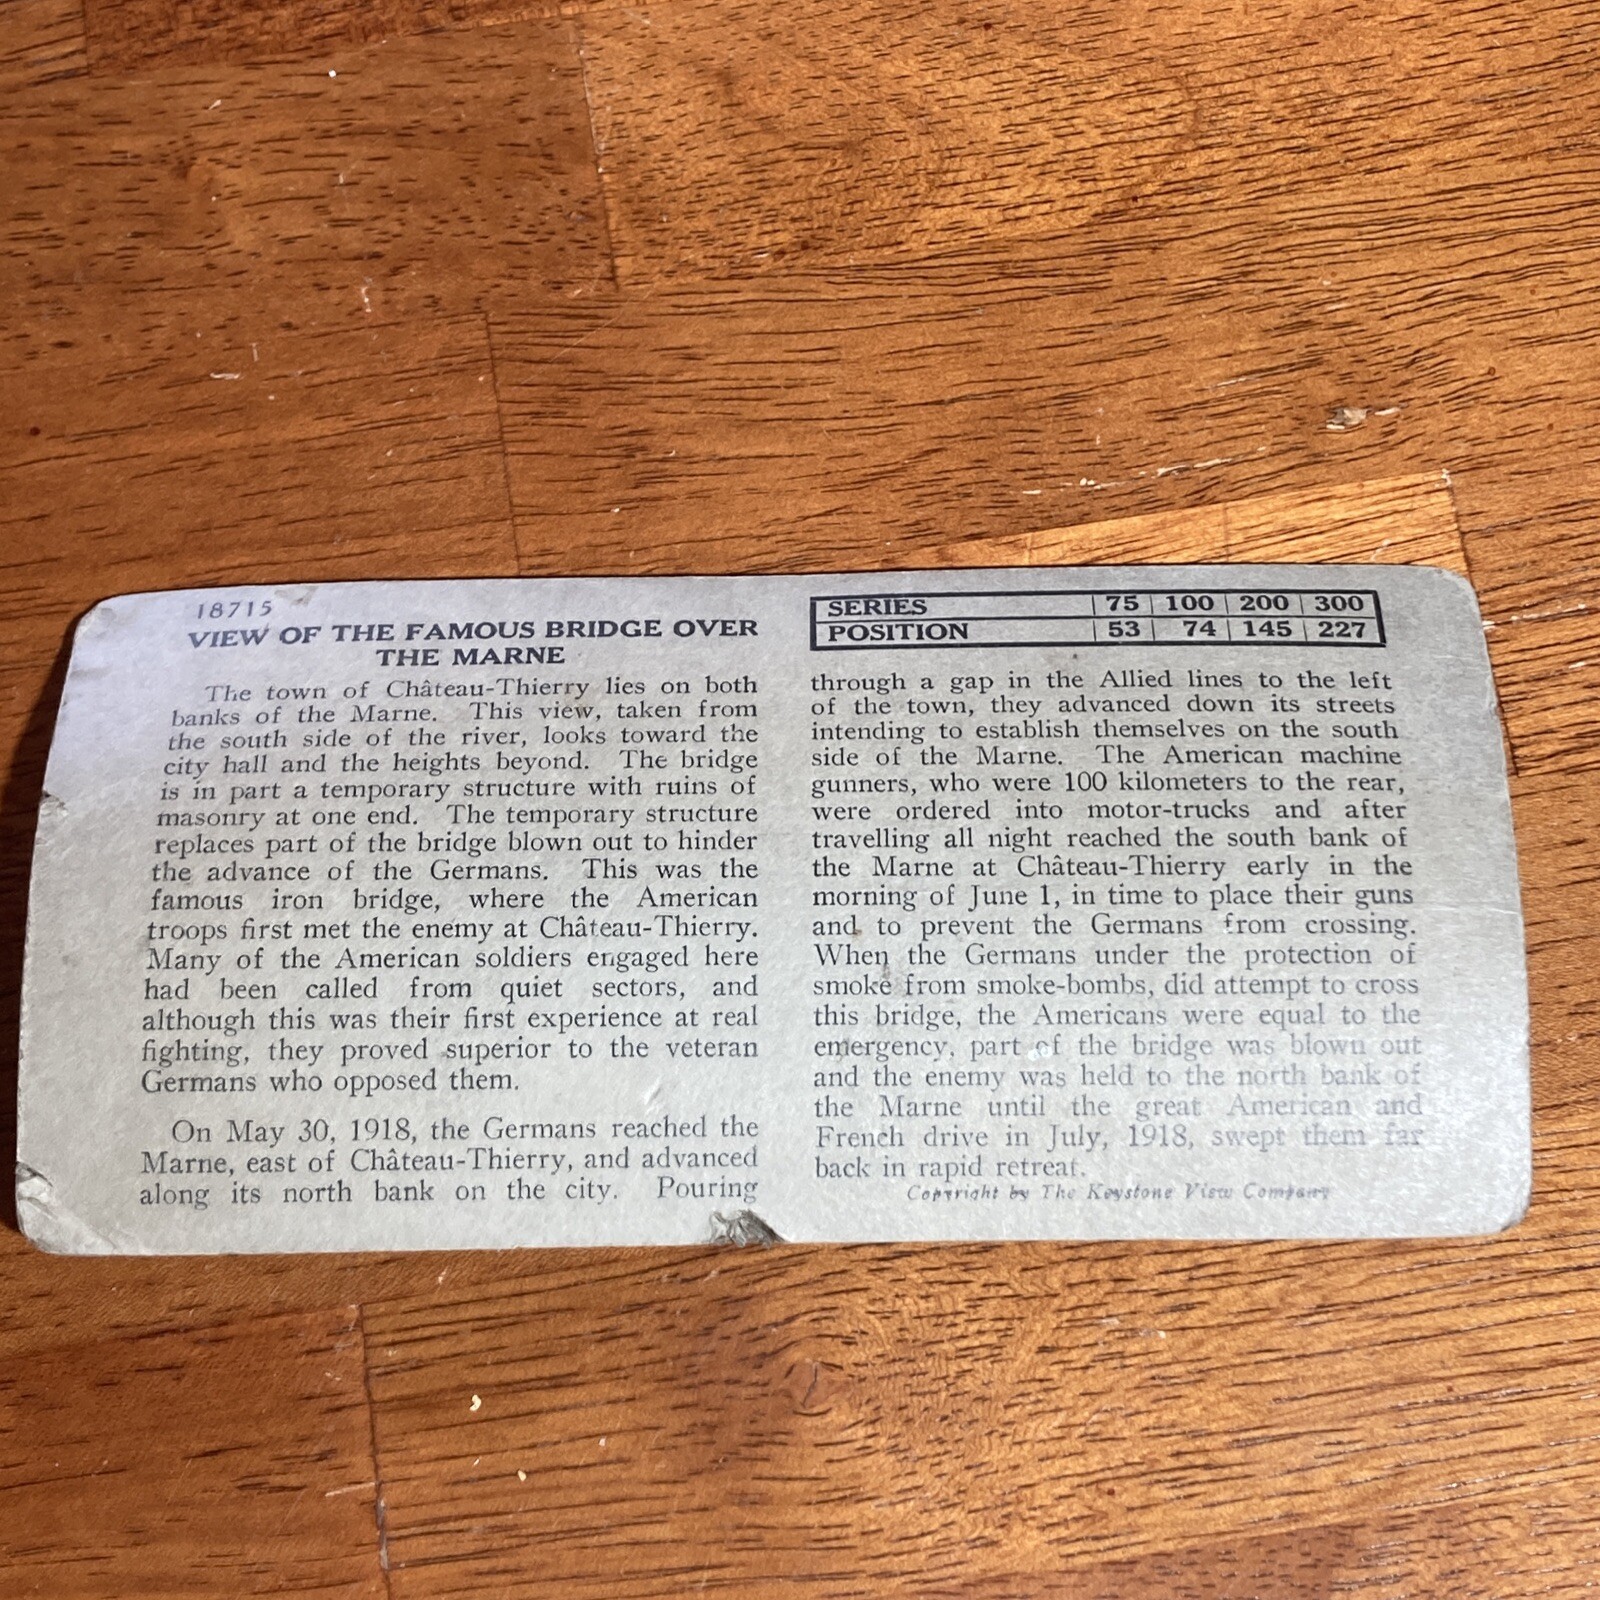 18715
VIEW OF THE FAMOUS BRIDGE OVER
THE MARNE
The town of Château-Thierry lies on both
banks of the Marne. This view, taken from
the south side of the river, looks toward the
city hall and the heights beyond. The bridge
is in part a temporary structure with ruins of
masonry at one end. The temporary structure
replaces part of the bridge blown out to hinder
the advance of the Germans. This was the
famous iron bridge, where the American
troops first met the enemy at Château-Thierry.
Many of the American soldiers engaged here
had been called from quiet sectors, and
although this was their first experience at real
fighting, they proved superior to the veteran
Germans who opposed them.
On May 30, 1918, the Germans reached the
Marne, east of Château-Thierry, and advanced
along its north bank on the city. Pouring
SERIES 75 100 200 300
POSITION 53 74 145 227
through a gap in the Allied lines to the left
of the town, they advanced down its streets
intending to establish themselves on the south
side of the Marne. The American machine
gunners, who were 100 kilometers to the rear,
were ordered into motor-trucks and after
travelling all night reached the south bank of
the Marne at Château-Thierry early in the
morning of June 1, in time to place their guns
and to prevent the Germans from crossing.
When the Germans under the protection of
smoke from smoke-bombs, did attempt to cross
this bridge, the Americans were equal to the
emergency, part of the bridge was blown out
and the enemy was held to the north bank of
the Marne until the great American and
French drive in July, 1918, swept them far
back in rapid retreat.
Copyright by The Keystone View Company